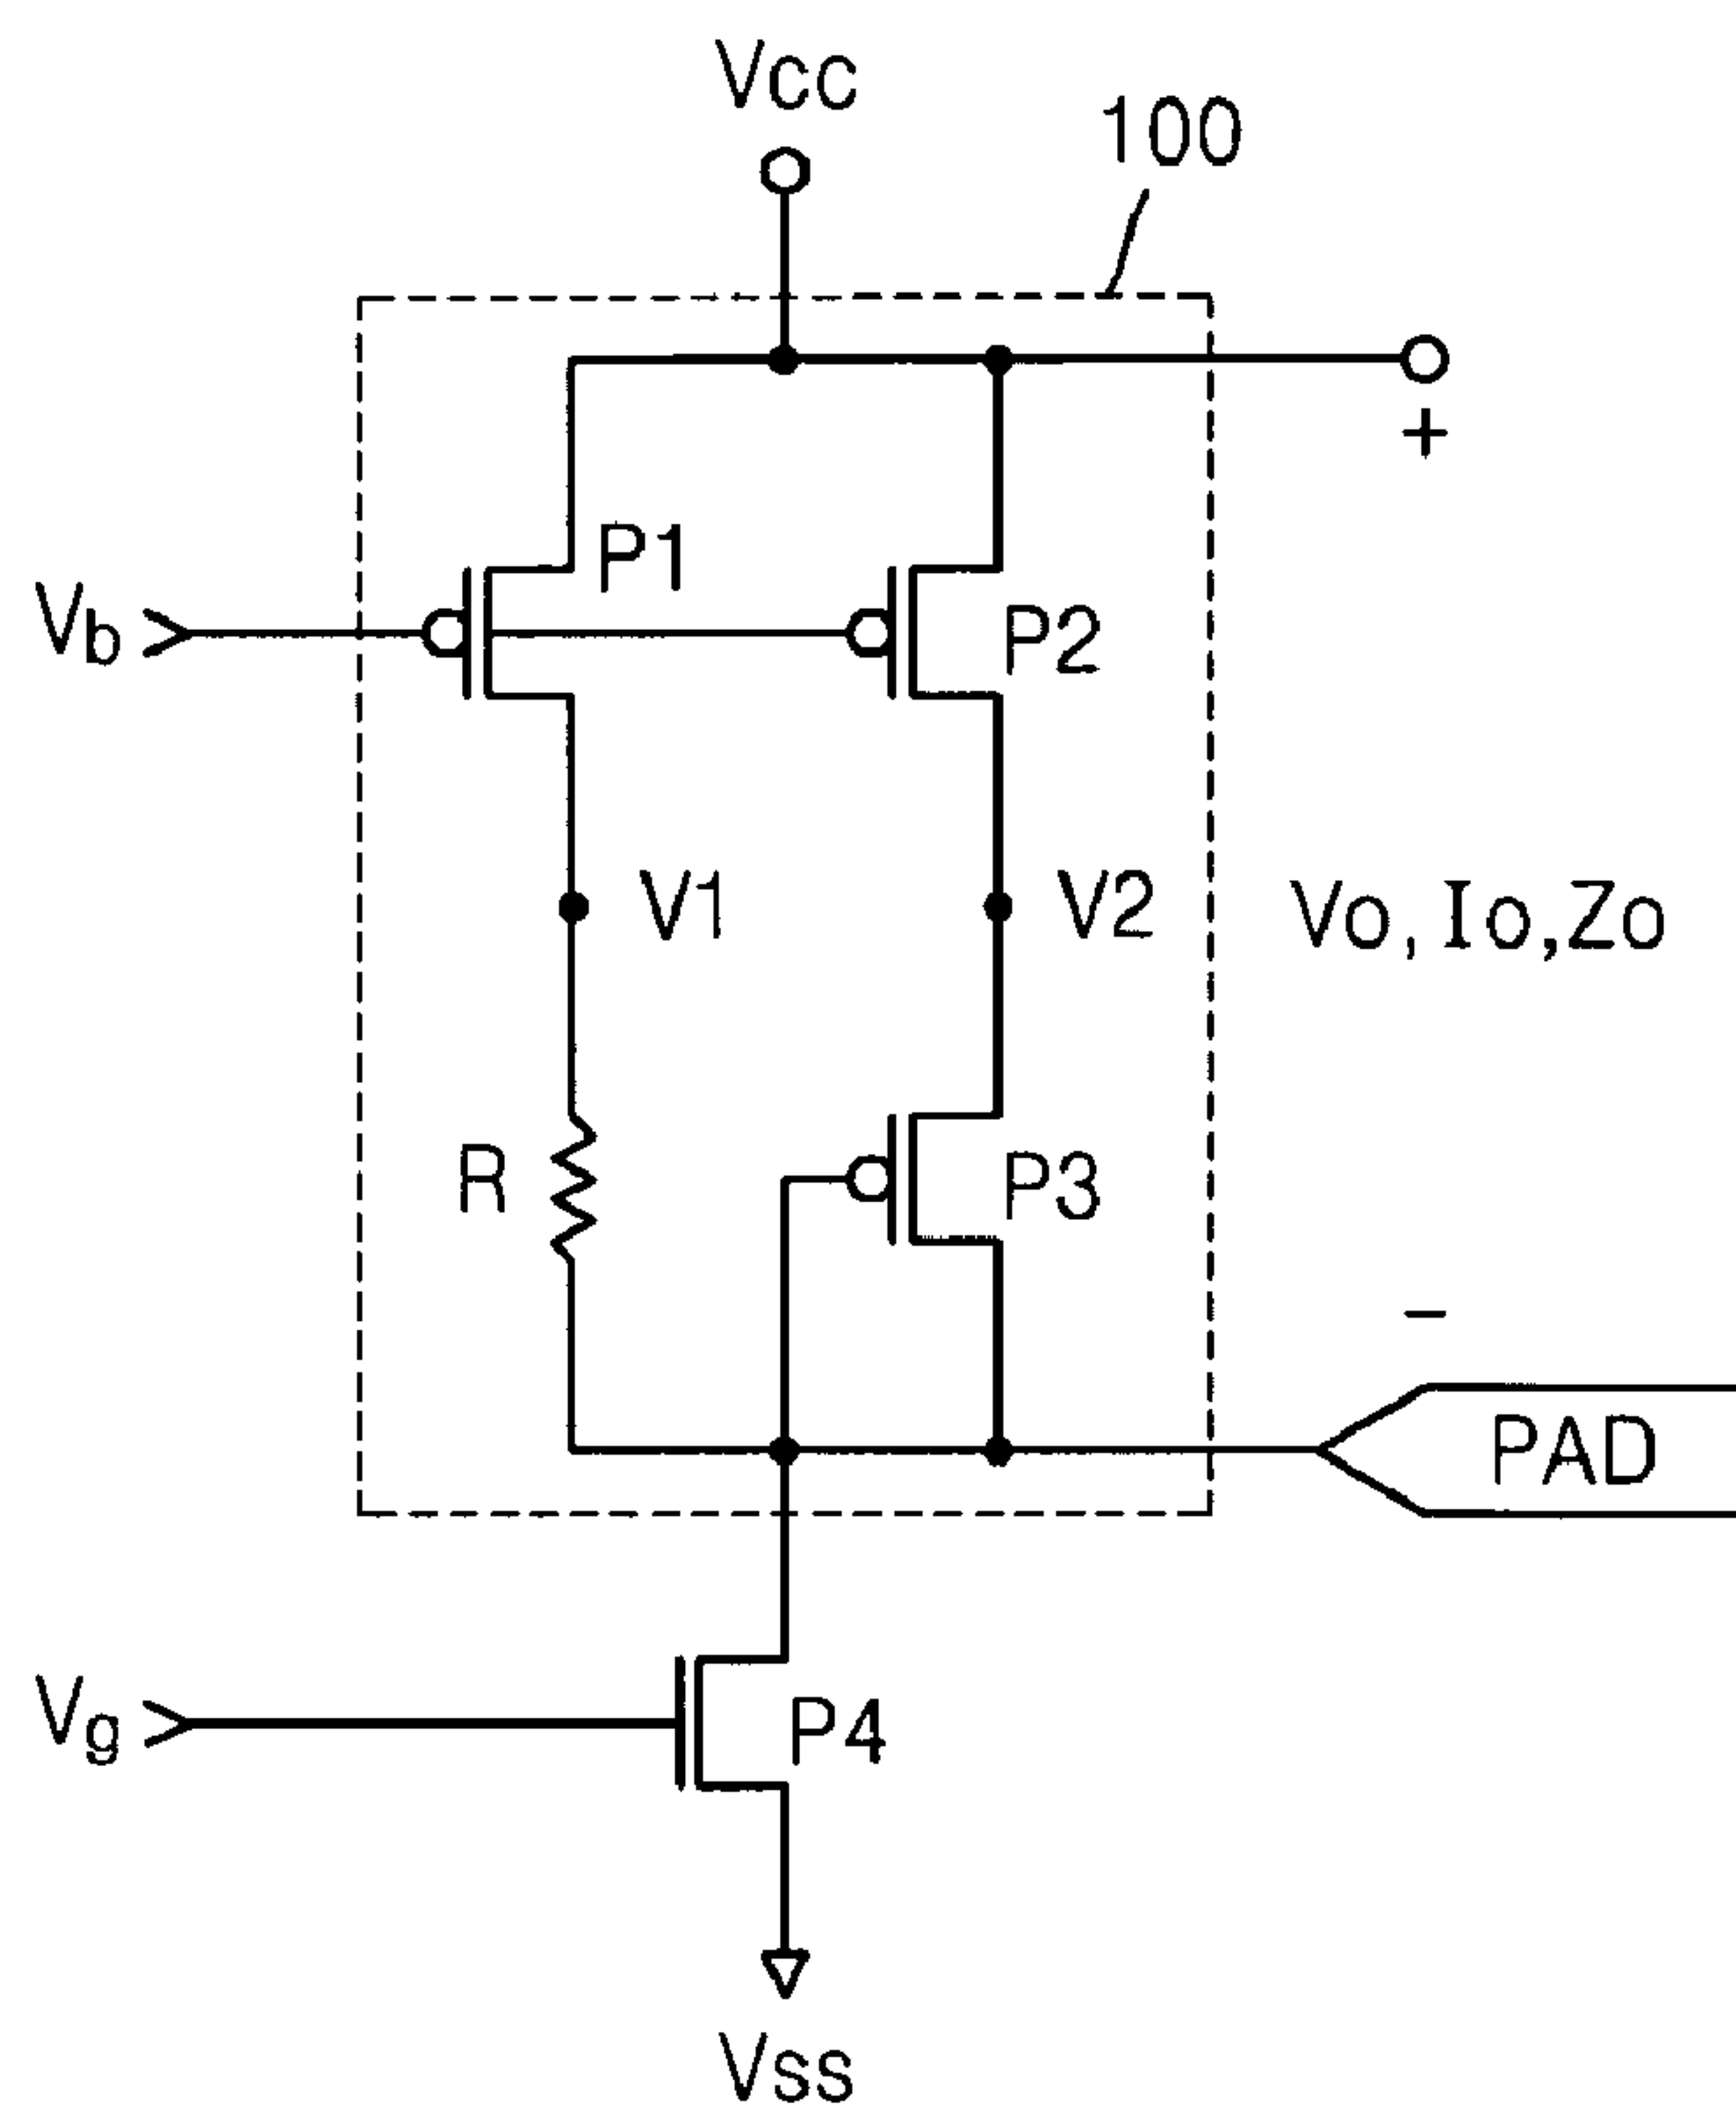 Vcc
100
+
P1
Vb
P2
V1
V2
Vo, Io, Zo
R
P3
-
PAD
Vg
P4
Vss